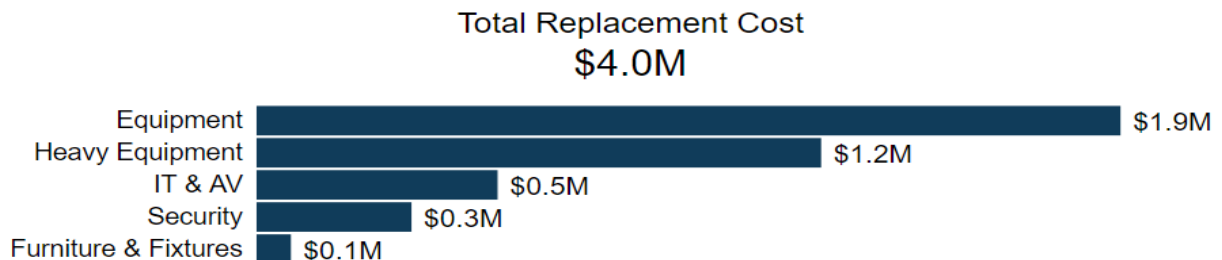 Total Replacement Cost
$4.0M
Equipment $1.9M
Heavy Equipment $1.2M
IT & AV $0.5M
Security $0.3M
Furniture & Fixtures $0.1M